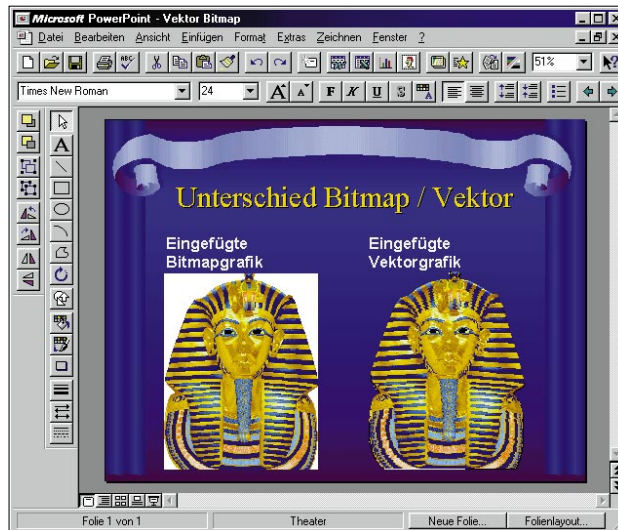 Microsoft PowerPoint - Vektor Bitmap
Datei Bearbeiten Ansicht Einfügen Format Extras Zeichnen Fenster ?
ABC 51% ?
Times New Roman 24 A A F K U S A
A
Unterschied Bitmap / Vektor
Eingefügte
Bitmapgrafik
Eingefügte
Vektorgrafik
Folie 1 von 1 Theater Neue Folie... Folienlayout...